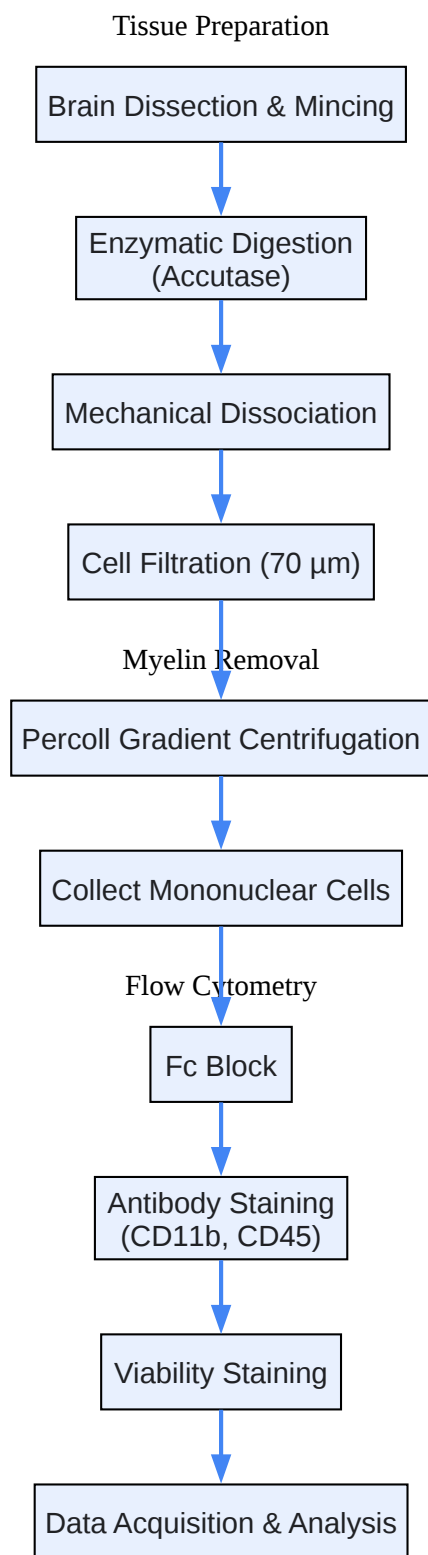 Tissue Preparation
Brain Dissection & Mincing
Enzymatic Digestion
(Accutase)
Mechanical Dissociation
Cell Filtration (70 µm)
Myelin Removal
Percoll Gradient Centrifugation
Collect Mononuclear Cells
Flow Cytometry
Fc Block
Antibody Staining
(CD11b, CD45)
Viability Staining
Data Acquisition & Analysis